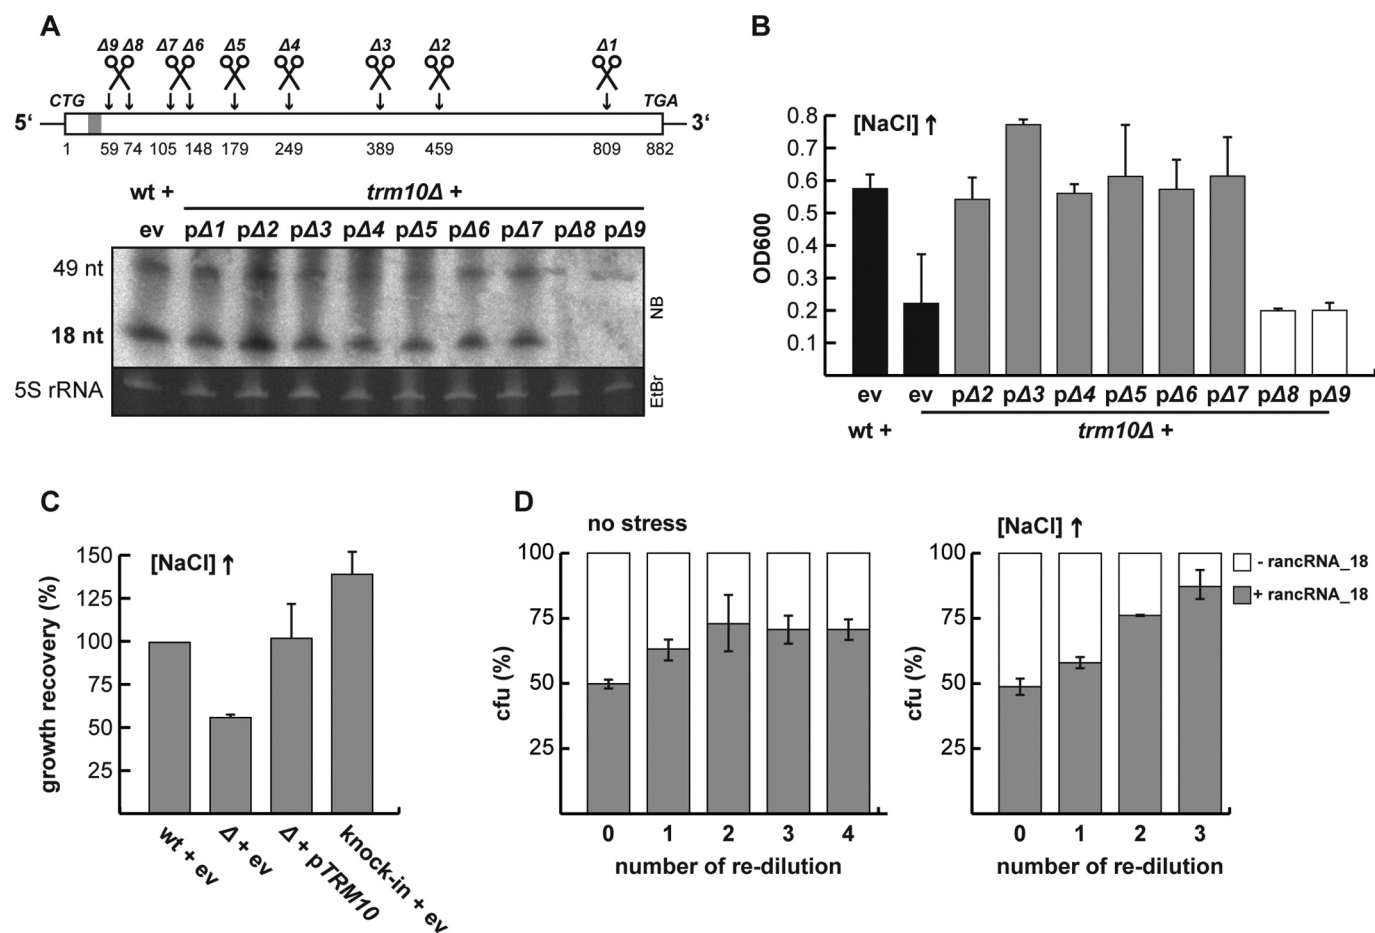 A
Δ9 Δ8 Δ7 Δ6 Δ5 Δ4 Δ3 Δ2 Δ1
CTG TGA
5‘ 3‘
1 59 74 105 148 179 249 389 459 809 882
wt + trm10Δ +
ev pΔ1 pΔ2 pΔ3 pΔ4 pΔ5 pΔ6 pΔ7 pΔ8 pΔ9
49 nt
18 nt
NB
5S rRNA
EtBr
B
[NaCl] ↑
OD600
0.8
0.7
0.6
0.5
0.4
0.3
0.2
0.1
ev ev pΔ2 pΔ3 pΔ4 pΔ5 pΔ6 pΔ7 pΔ8 pΔ9
wt + trm10Δ +
C
[NaCl] ↑
growth recovery (%)
150
125
100
75
50
25
wt + ev
Δ + ev
Δ + pTRM10
knock-in + ev
D
no stress
cfu (%)
100
75
50
25
0 1 2 3 4
number of re-dilution
[NaCl] ↑
cfu (%)
100
75
50
25
0 1 2 3
number of re-dilution
- rancRNA_18
+ rancRNA_18